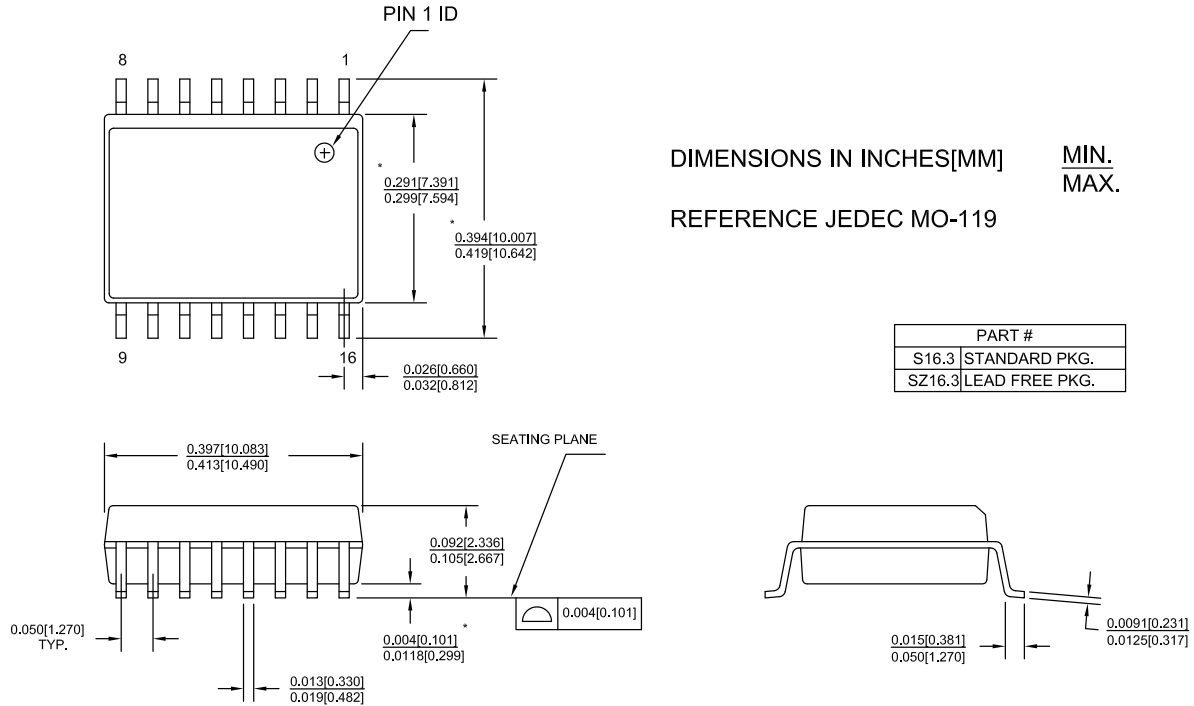 PIN 1 ID
8
1
*
0.291[7.391]
0.299[7.594]
*
0.394[10.007]
0.419[10.642]
DIMENSIONS IN INCHES[MM]
MIN.
MAX.
REFERENCE JEDEC MO-119
9
16
0.026[0.660]
0.032[0.812]
PART #
S16.3 STANDARD PKG.
SZ16.3 LEAD FREE PKG.
SEATING PLANE
0.397[10.083]
0.413[10.490]
0.092[2.336]
0.105[2.667]
0.004[0.101]
0.050[1.270]
TYP.
*
0.004[0.101]
0.0118[0.299]
0.013[0.330]
0.019[0.482]
0.015[0.381]
0.050[1.270]
0.0091[0.231]
0.0125[0.317]